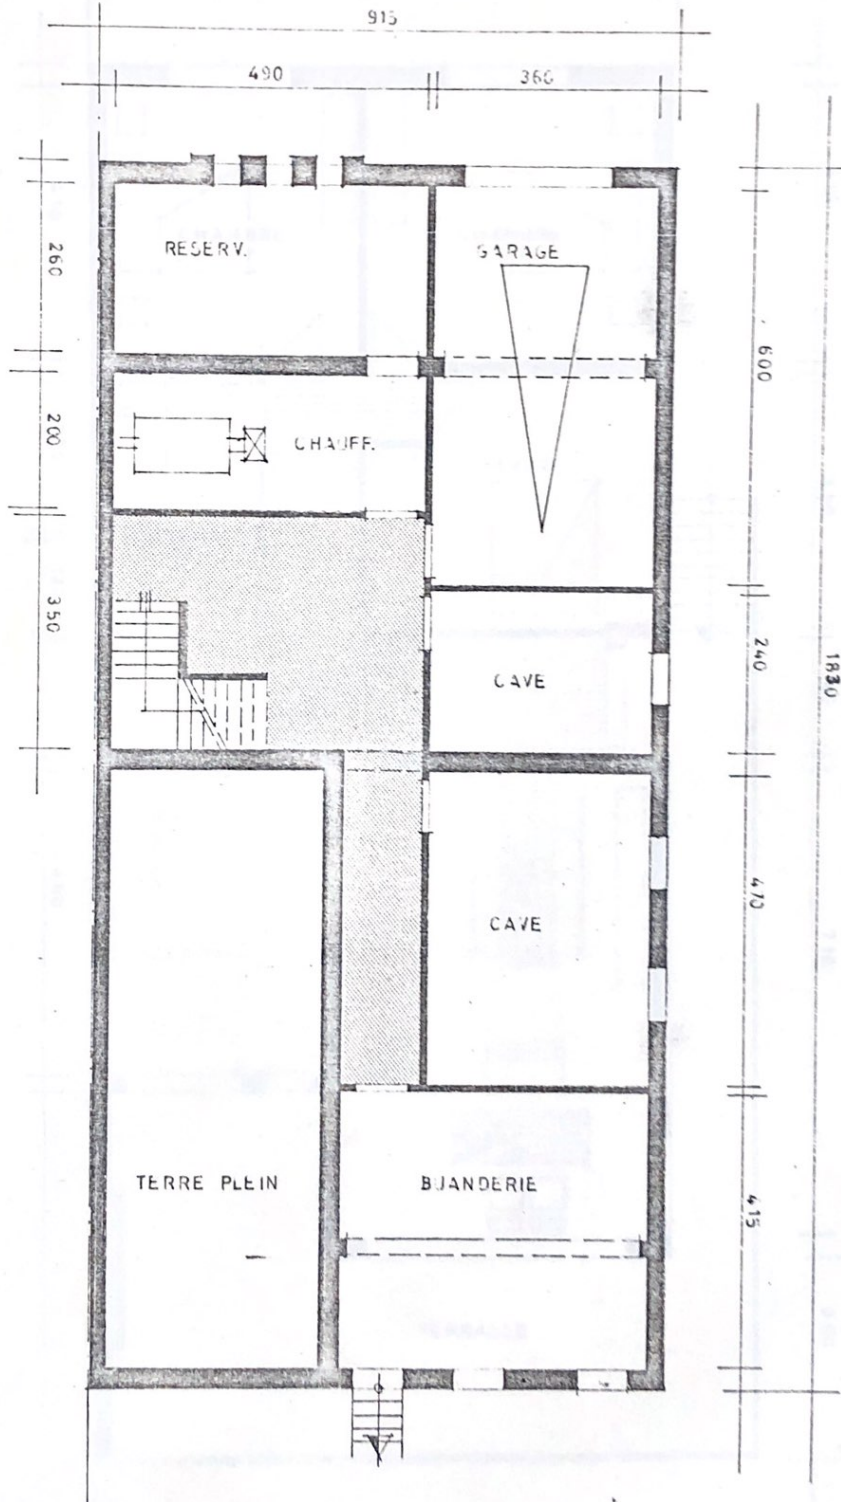 915
490
360
260
RESERV.
GARAGE
600
200
CHAUFF.
350
240
CAVE
1830
470
CAVE
TERRE PLEIN
BUANDERIE
415